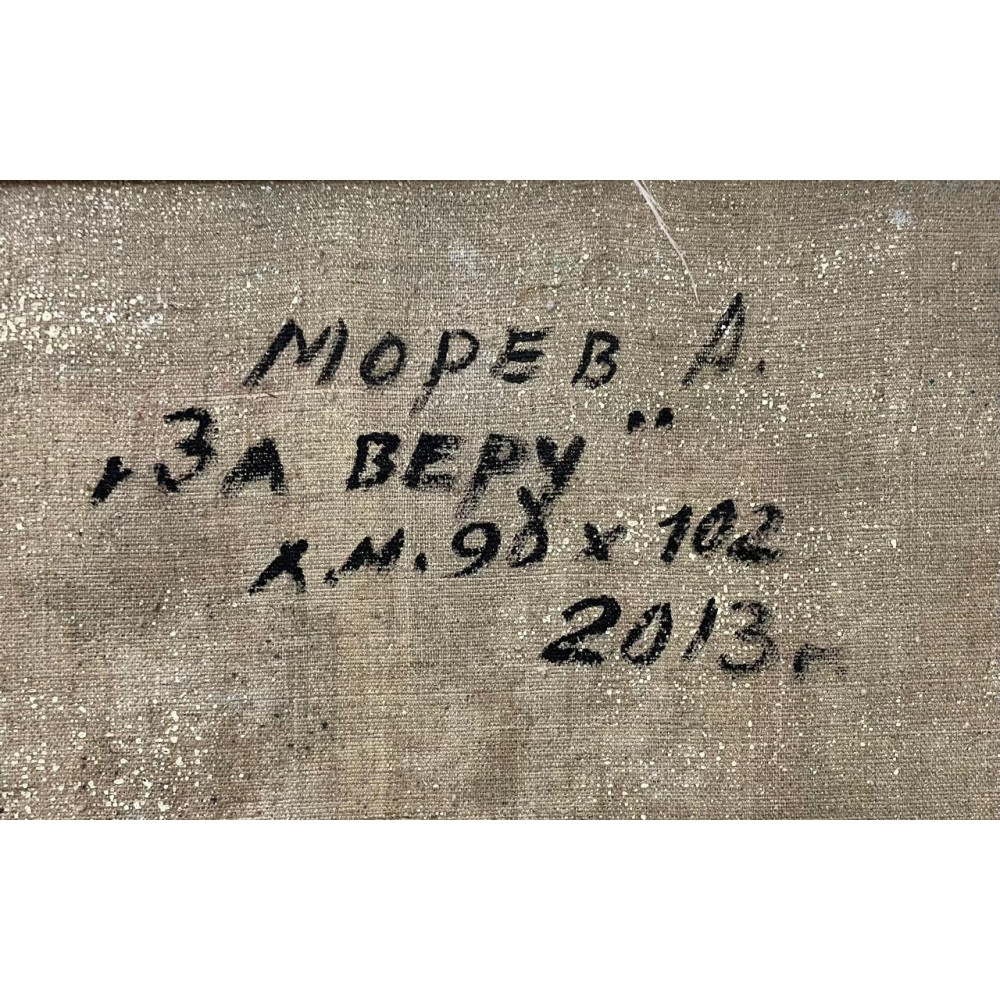 МОРЕВ А.
„ЗА ВЕРУ"
х.м. 90 х 102
2013г